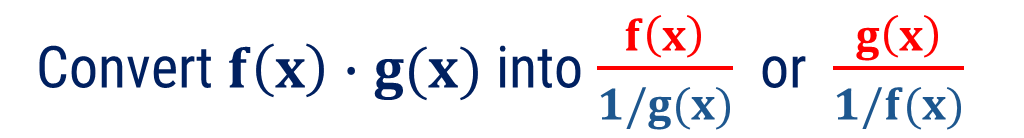 Convert f(x) · g(x) into f(x)/1/g(x) or g(x)/1/f(x)